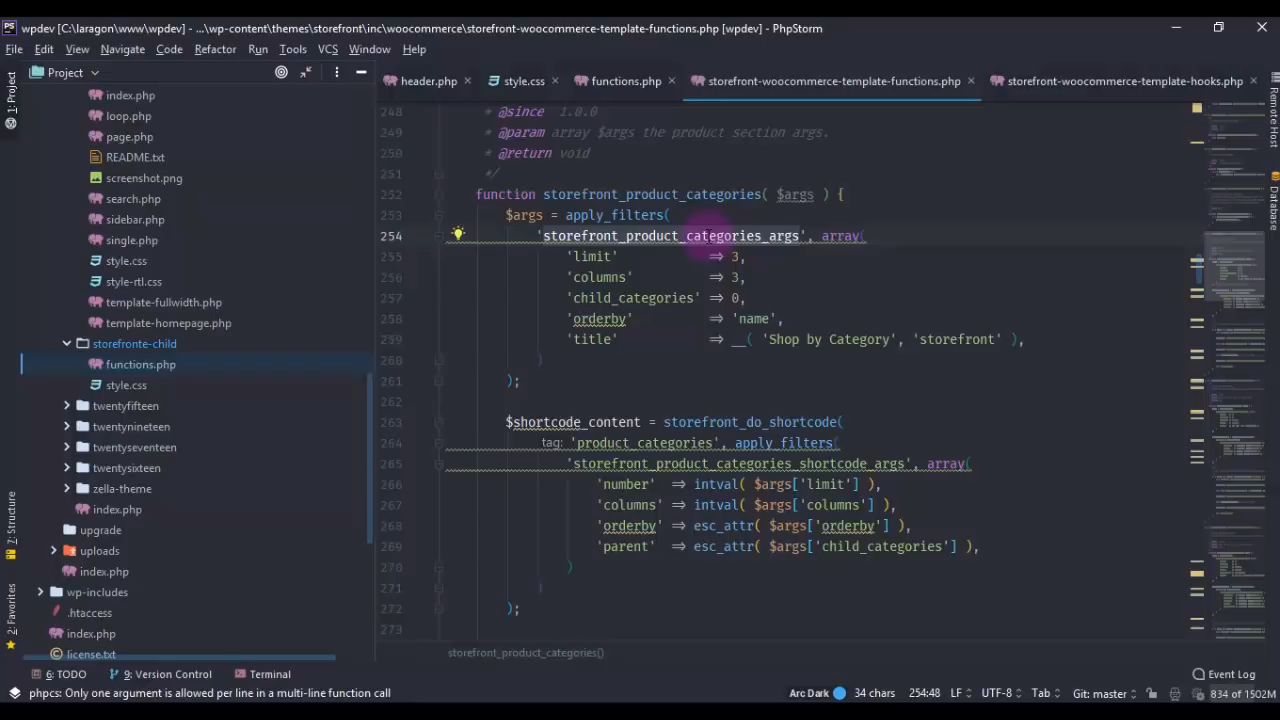 PS wpdev [C:\laragon\www\wpdev] - ...\wp-content\themes\storefront\inc\woocommerce\storefront-woocommerce-template-functions.php [wpdev] - PhpStorm
File Edit View Navigate Code Refactor Run Tools VCS Window Help
Project
header.php style.css functions.php storefront-woocommerce-template-functions.php storefront-woocommerce-template-hooks.php
1: Project
7: Structure
2: Favorites
index.php
loop.php
page.php
README.txt
screenshot.png
search.php
sidebar.php
single.php
style.css
style-rtl.css
template-fullwidth.php
template-homepage.php
storefronte-child
functions.php
style.css
twentyfifteen
twentynineteen
twentyseventeen
twentysixteen
zella-theme
index.php
upgrade
uploads
index.php
wp-includes
.htaccess
index.php
license.txt
248 * @since 1.0.0
249 * @param array $args the product section args.
250 * @return void
251 */
252 function storefront_product_categories( $args ) {
253 $args = apply_filters(
254 'storefront_product_categories_args', array(
255 'limit' => 3,
256 'columns' => 3,
257 'child_categories' => 0,
258 'orderby' => 'name',
259 'title' => __( 'Shop by Category', 'storefront' ),
260 )
261 );
262
263 $shortcode_content = storefront_do_shortcode(
264 tag: 'product_categories', apply_filters(
265 'storefront_product_categories_shortcode_args', array(
266 'number' => intval( $args['limit'] ),
267 'columns' => intval( $args['columns'] ),
268 'orderby' => esc_attr( $args['orderby'] ),
269 'parent' => esc_attr( $args['child_categories'] ),
270 )
271 )
272 );
273
storefront_product_categories()
Remote Host
Database
6: TODO 9: Version Control Terminal Event Log
phpcs: Only one argument is allowed per line in a multi-line function call Arc Dark 34 chars 254:48 LF UTF-8 Tab Git: master 834 of 1502M